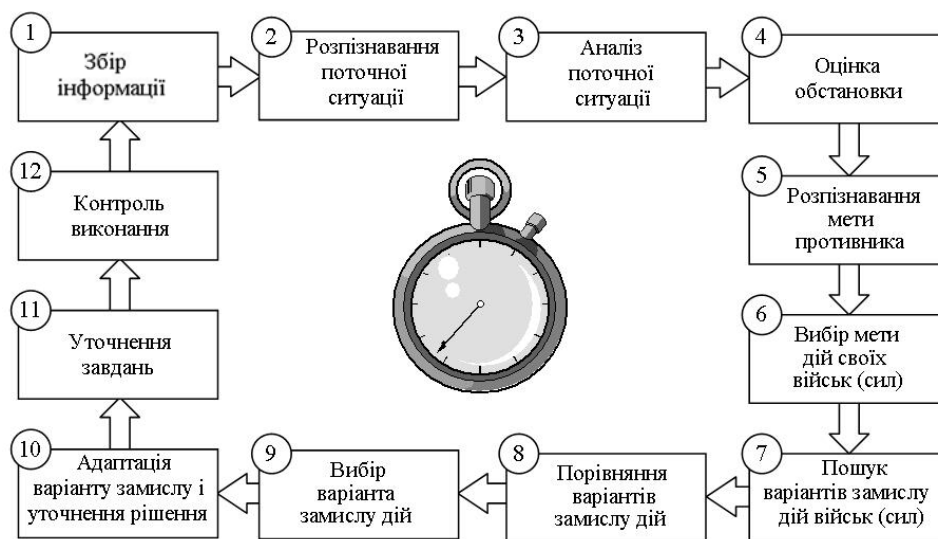 1
Збір
інформації
2
Розпізнавання
поточної
ситуації
3
Аналіз
поточної
ситуації
4
Оцінка
обстановки
5
Розпізнавання
мети
противника
6
Вибір мети
дій своїх
військ (сил)
7
Пошук
варіантів замислу
дій військ (сил)
8
Порівняння
варіантів
замислу дій
9
Вибір
варіанта
замислу дій
10
Адаптація
варіанту замислу і
уточнення рішення
11
Уточнення
завдань
12
Контроль
виконання